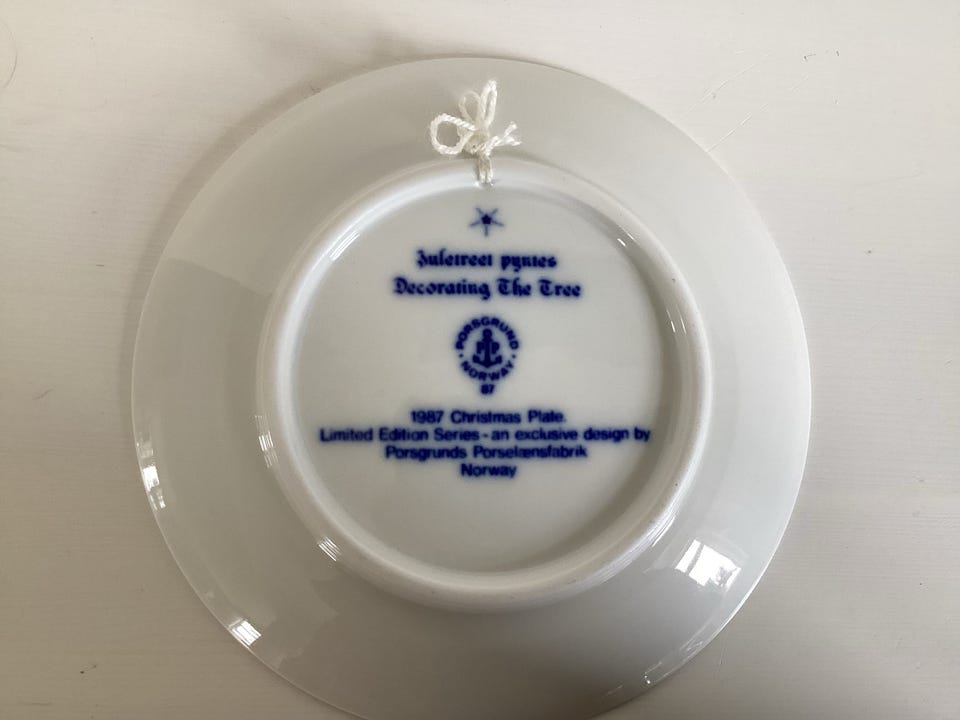 Juletreet pyntes
Decorating The Tree
PORSGRUND
PP
NORWAY
87
1987 Christmas Plate.
Limited Edition Series - an exclusive design by
Porsgrunds Porselænsfabrik
Norway